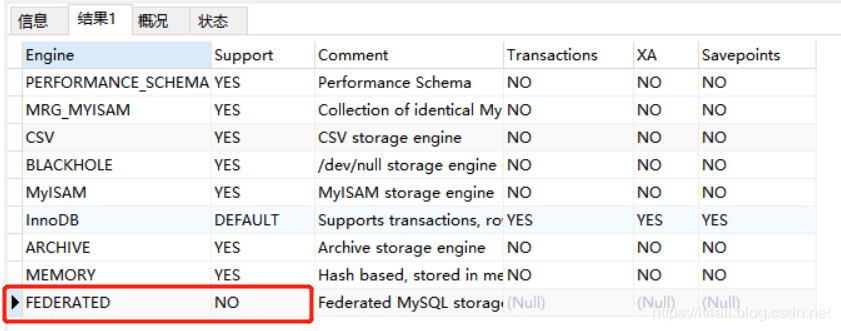 信息 结果1 概况 状态
Engine Support Comment Transactions XA Savepoints
PERFORMANCE_SCHEMA YES Performance Schema NO NO NO
MRG_MYISAM YES Collection of identical My NO NO NO
CSV YES CSV storage engine NO NO NO
BLACKHOLE YES /dev/null storage engine NO NO NO
MyISAM YES MyISAM storage engine NO NO NO
InnoDB DEFAULT Supports transactions, ro YES YES YES
ARCHIVE YES Archive storage engine NO NO NO
MEMORY YES Hash based, stored in me NO NO NO
FEDERATED NO Federated MySQL storag (Null) (Null) (Null)
https://it4all.blog.csdn.net